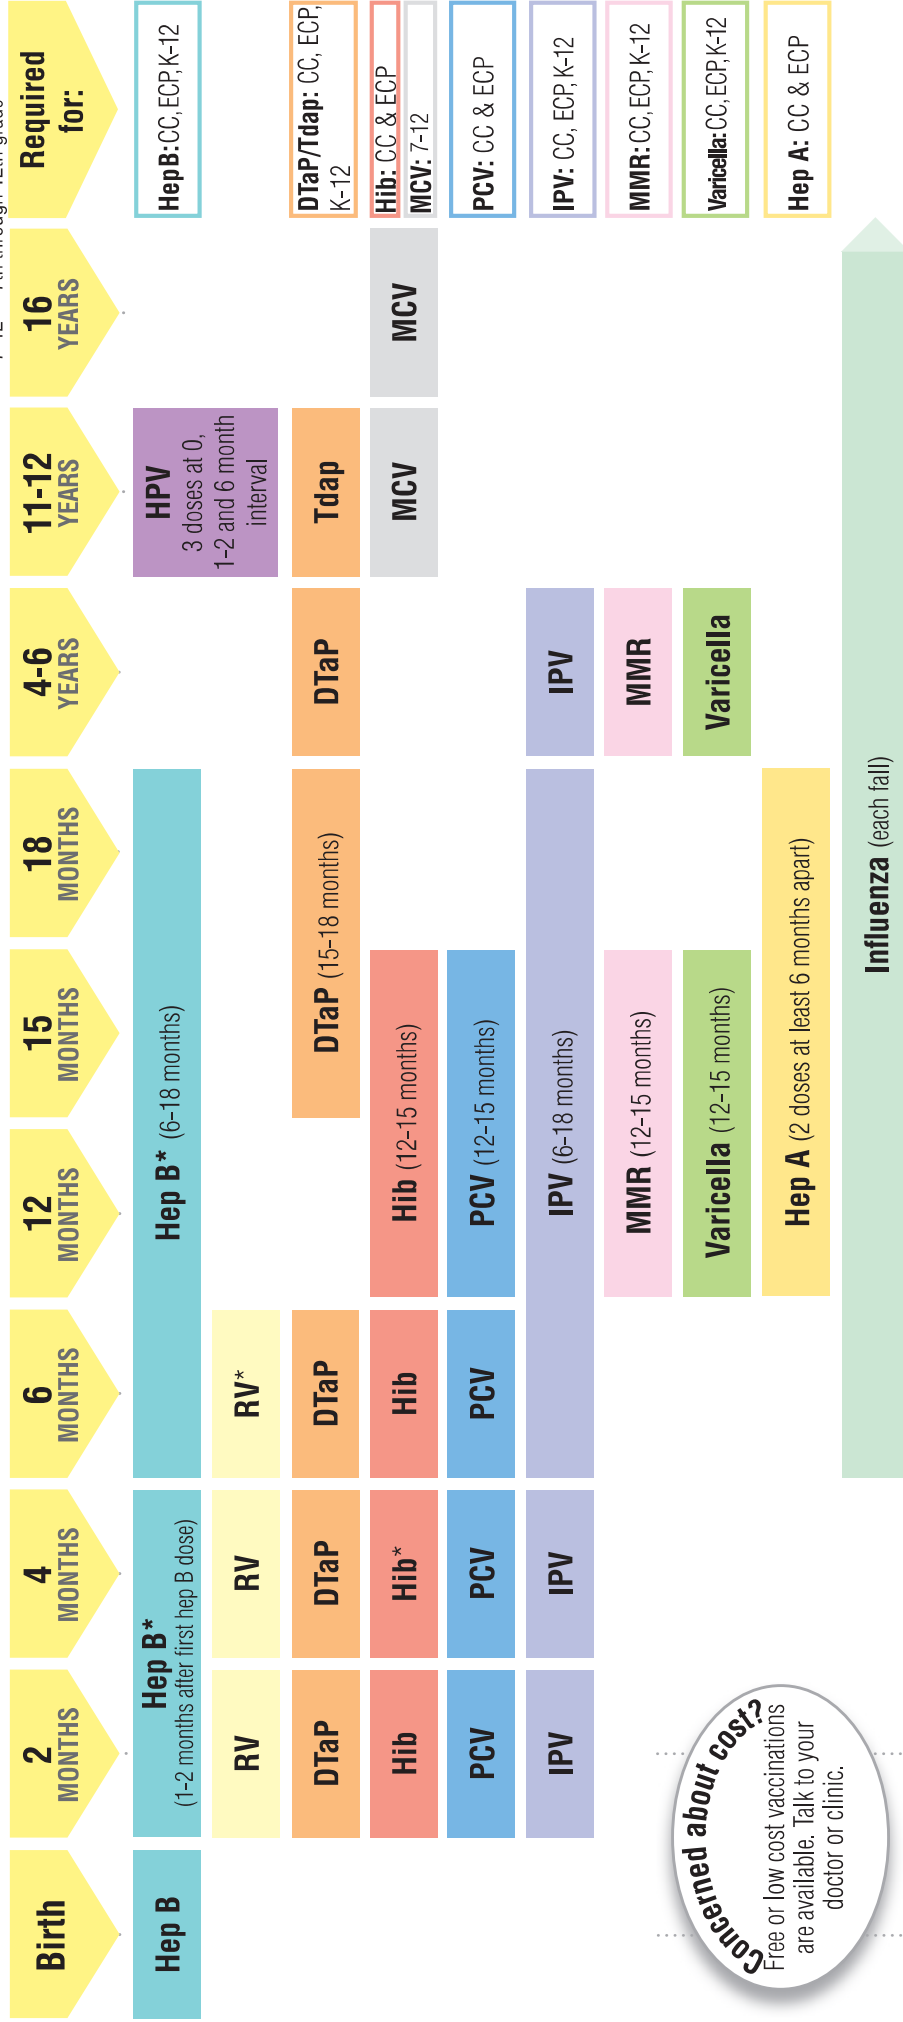 Birth
2
MONTHS
4
MONTHS
6
MONTHS
12
MONTHS
15
MONTHS
18
MONTHS
4-6
YEARS
11-12
YEARS
16
YEARS
Required
for:
Hep B
Hep B*
(1–2 months after first hep B dose)
Hep B* (6–18 months)
HPV
3 doses at 0,
1–2 and 6 month
interval
HepB: CC, ECP, K–12
RV
RV
RV*
DTaP
DTaP
DTaP
DTaP (15–18 months)
DTaP
Tdap
DTaP/Tdap: CC, ECP,
K–12
Hib
Hib*
Hib
Hib (12–15 months)
MCV
MCV
Hib: CC & ECP
MCV: 7-12
PCV
PCV
PCV
PCV (12–15 months)
PCV: CC & ECP
IPV
IPV
IPV (6–18 months)
IPV
IPV: CC, ECP, K–12
MMR (12–15 months)
MMR
MMR: CC, ECP, K–12
Varicella (12–15 months)
Varicella
Varicella: CC, ECP, K–12
Hep A (2 doses at least 6 months apart)
Hep A: CC & ECP
Influenza (each fall)
Concerned about cost?
Free or low cost vaccinations
are available. Talk to your
doctor or clinic.